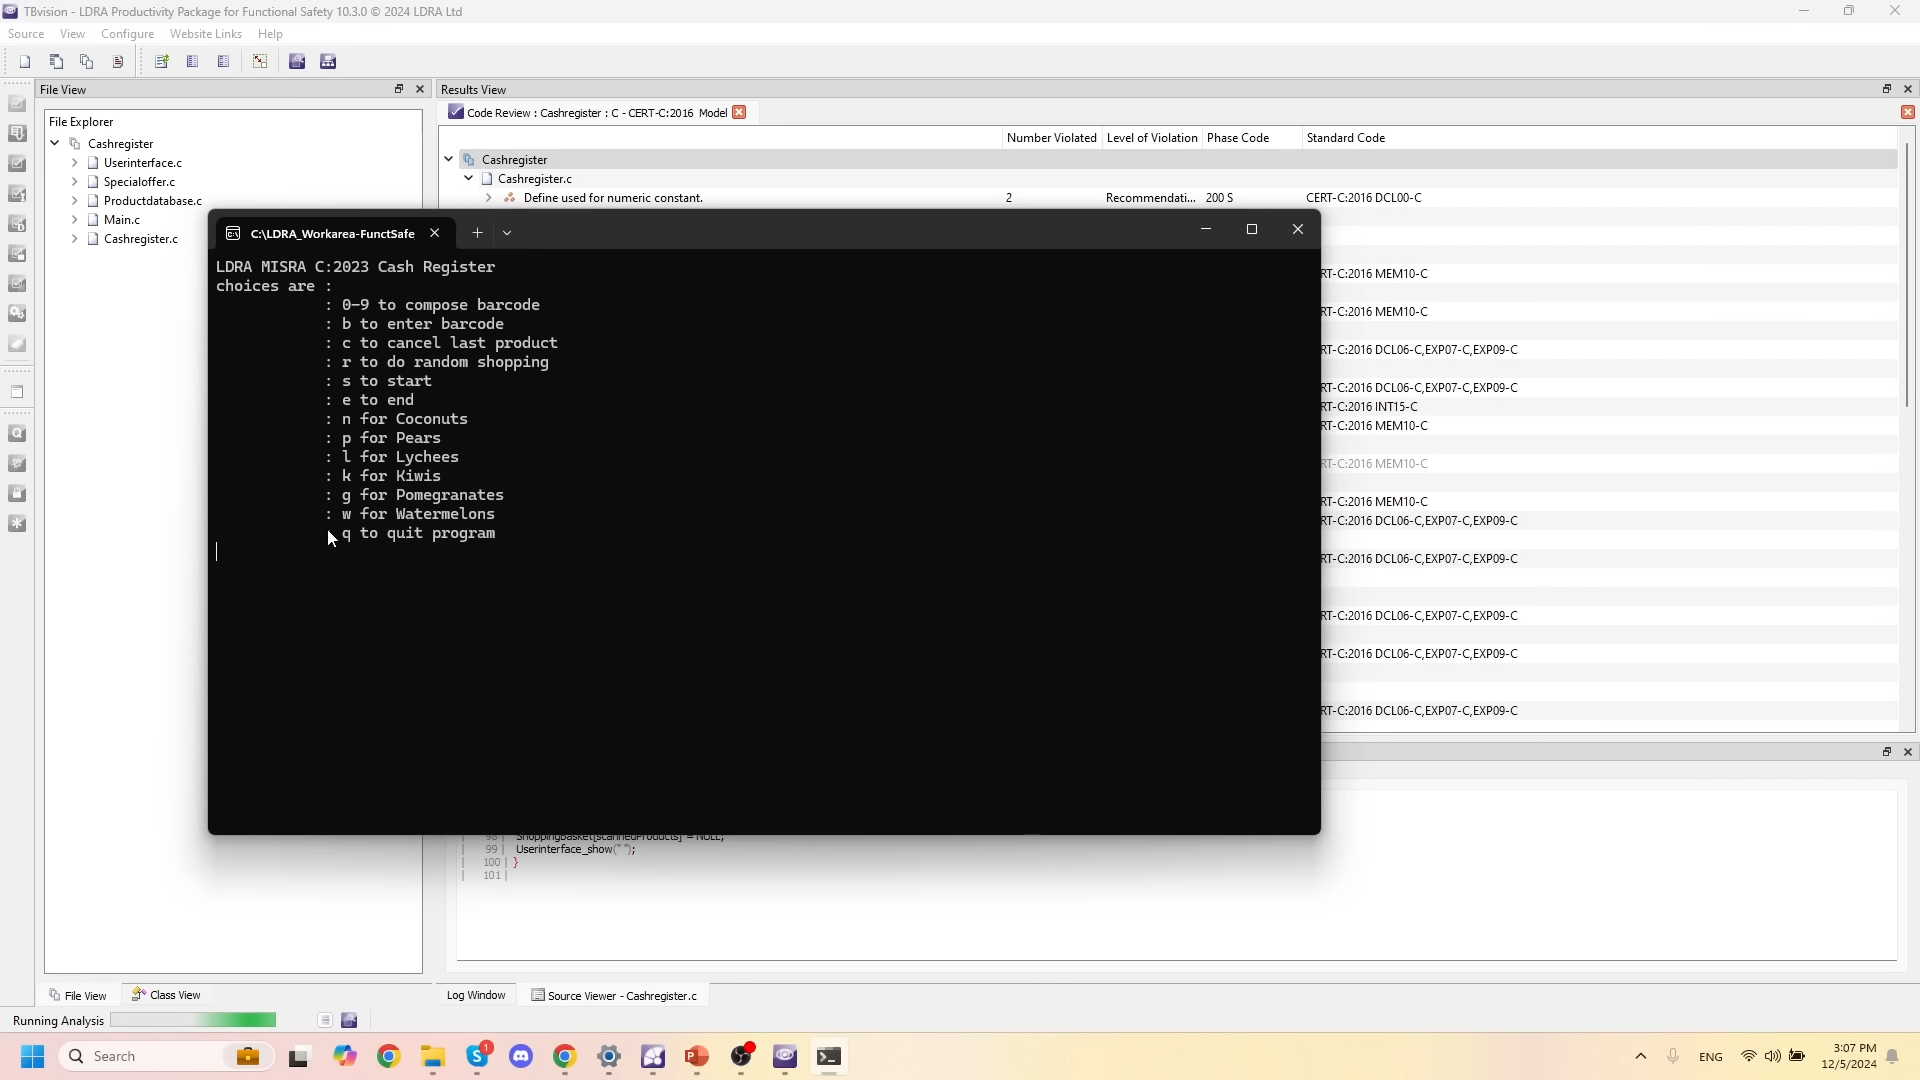 TBvision - LDRA Productivity Package for Functional Safety 10.3.0 © 2024 LDRA Ltd
Source View Configure Website Links Help
File View
Results View
File Explorer
Cashregister
Userinterface.c
Specialoffer.c
Productdatabase.c
Main.c
Cashregister.c
Code Review : Cashregister : C - CERT-C:2016 Model
Number Violated Level of Violation Phase Code Standard Code
Cashregister
Cashregister.c
Define used for numeric constant. 2 Recommendati... 200 S CERT-C:2016 DCL00-C
C:\LDRA_Workarea-FunctSafe
LDRA MISRA C:2023 Cash Register
choices are :
: 0-9 to compose barcode
: b to enter barcode
: c to cancel last product
: r to do random shopping
: s to start
: e to end
: n for Coconuts
: p for Pears
: l for Lychees
: k for Kiwis
: g for Pomegranates
: w for Watermelons
q to quit program
RT-C:2016 MEM10-C
RT-C:2016 MEM10-C
RT-C:2016 DCL06-C,EXP07-C,EXP09-C
RT-C:2016 DCL06-C,EXP07-C,EXP09-C
RT-C:2016 INT15-C
RT-C:2016 MEM10-C
RT-C:2016 MEM10-C
RT-C:2016 MEM10-C
RT-C:2016 DCL06-C,EXP07-C,EXP09-C
RT-C:2016 DCL06-C,EXP07-C,EXP09-C
RT-C:2016 DCL06-C,EXP07-C,EXP09-C
RT-C:2016 DCL06-C,EXP07-C,EXP09-C
RT-C:2016 DCL06-C,EXP07-C,EXP09-C
98 ShoppingBasket[scannedProducts] = NULL;
99 Userinterface_show(" ");
100 }
101
File View Class View
Log Window Source Viewer - Cashregister.c
Running Analysis
Search
1
ENG
3:07 PM
12/5/2024